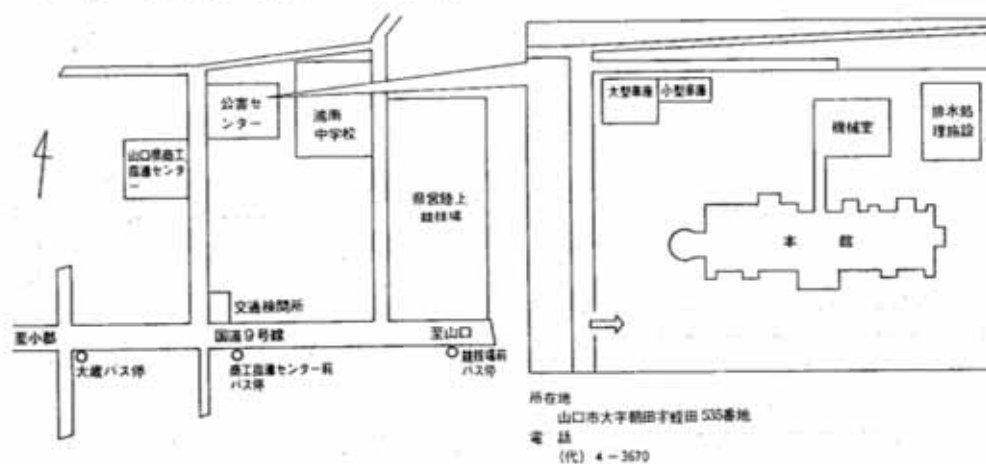 公害セ
ンター
鴻南
中学校
山口県商工
指導センタ
ー
県営陸上
競技場
交通検問所
至小郡
国道9号線
至山口
大歳バス停
商工指導センター前
バス停
競技場前
バス停
大型車庫
小型車庫
機械室
排水処
理施設
本館
所在地
山口市大字朝田字経田535番地
電話
(代) 4-3670